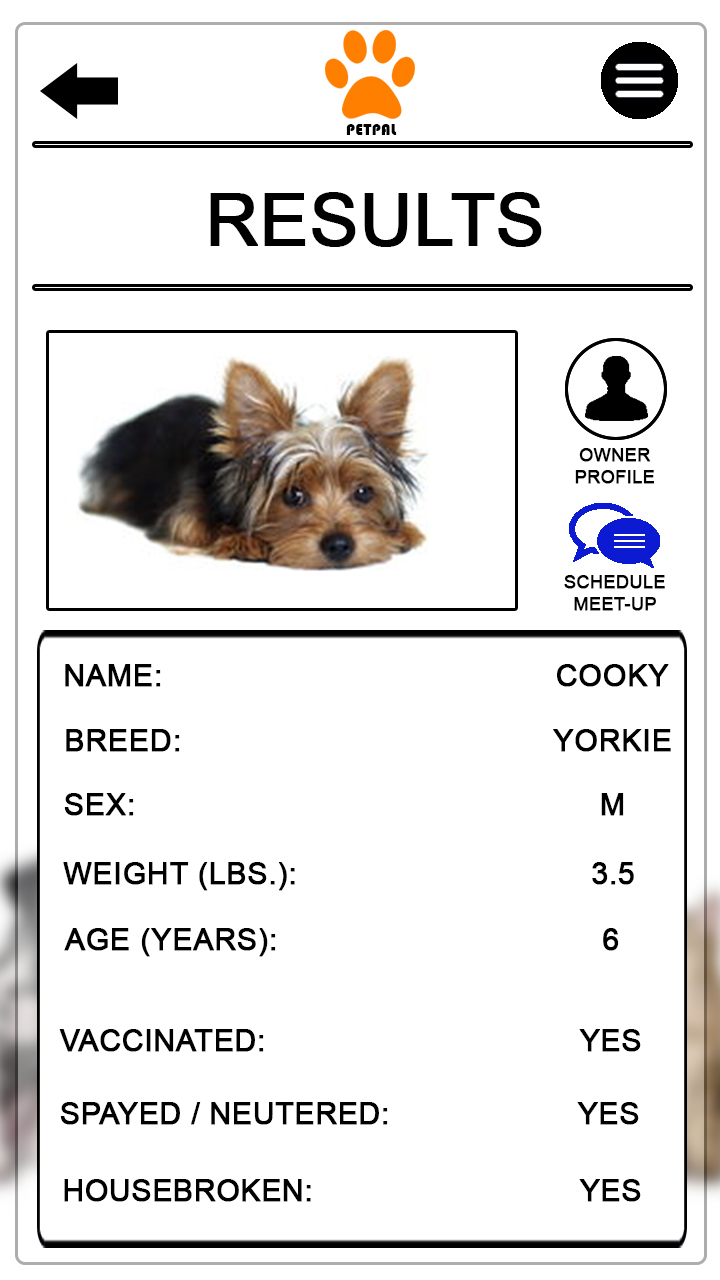 PETPAL
RESULTS
OWNER
PROFILE
SCHEDULE
MEET-UP
NAME: COOKY
BREED: YORKIE
SEX: M
WEIGHT (LBS.): 3.5
AGE (YEARS): 6
VACCINATED: YES
SPAYED / NEUTERED: YES
HOUSEBROKEN: YES